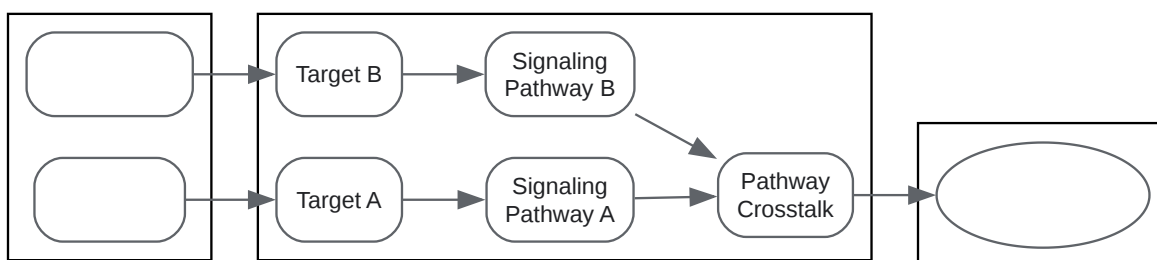 Target B
Signaling
Pathway B
Target A
Signaling
Pathway A
Pathway
Crosstalk